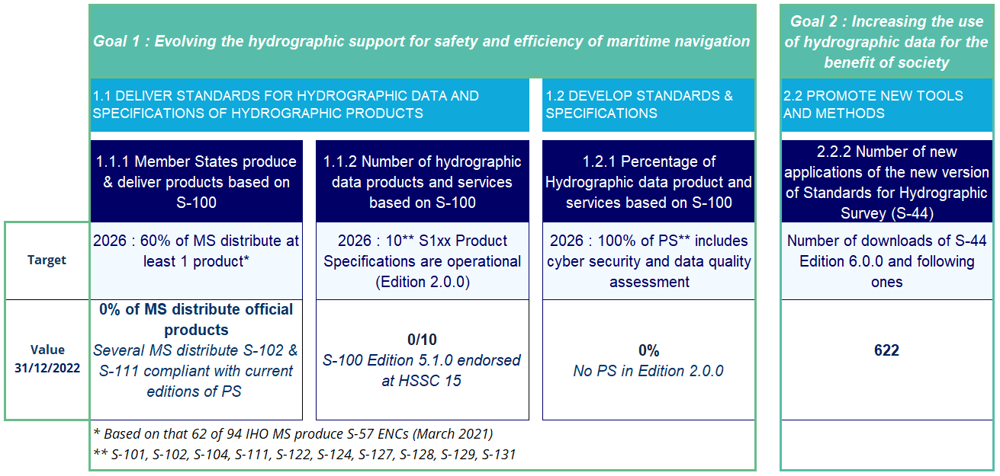 Goal 1 : Evolving the hydrographic support for safety and efficiency of maritime navigation
Goal 2 : Increasing the use
of hydrographic data for the
benefit of society
1.1 DELIVER STANDARDS FOR HYDROGRAPHIC DATA AND
SPECIFICATIONS OF HYDROGRAPHIC PRODUCTS
1.2 DEVELOP STANDARDS &
SPECIFICATIONS
2.2 PROMOTE NEW TOOLS
AND METHODS
1.1.1 Member States produce
& deliver products based on
S-100
1.1.2 Number of hydrographic
data products and services
based on S-100
1.2.1 Percentage of
Hydrographic data product and
services based on S-100
2.2.2 Number of new
applications of the new version
of Standards for Hydrographic
Survey (S-44)
Target
2026 : 60% of MS distribute at
least 1 product*
2026 : 10** S1xx Product
Specifications are operational
(Edition 2.0.0)
2026 : 100% of PS** includes
cyber security and data quality
assessment
Number of downloads of S-44
Edition 6.0.0 and following
ones
Value
31/12/2022
0% of MS distribute official
products
Several MS distribute S-102 &
S-111 compliant with current
editions of PS
0/10
S-100 Edition 5.1.0 endorsed
at HSSC 15
0%
No PS in Edition 2.0.0
622
* Based on that 62 of 94 IHO MS produce S-57 ENCs (March 2021)
** S-101, S-102, S-104, S-111, S-122, S-124, S-127, S-128, S-129, S-131